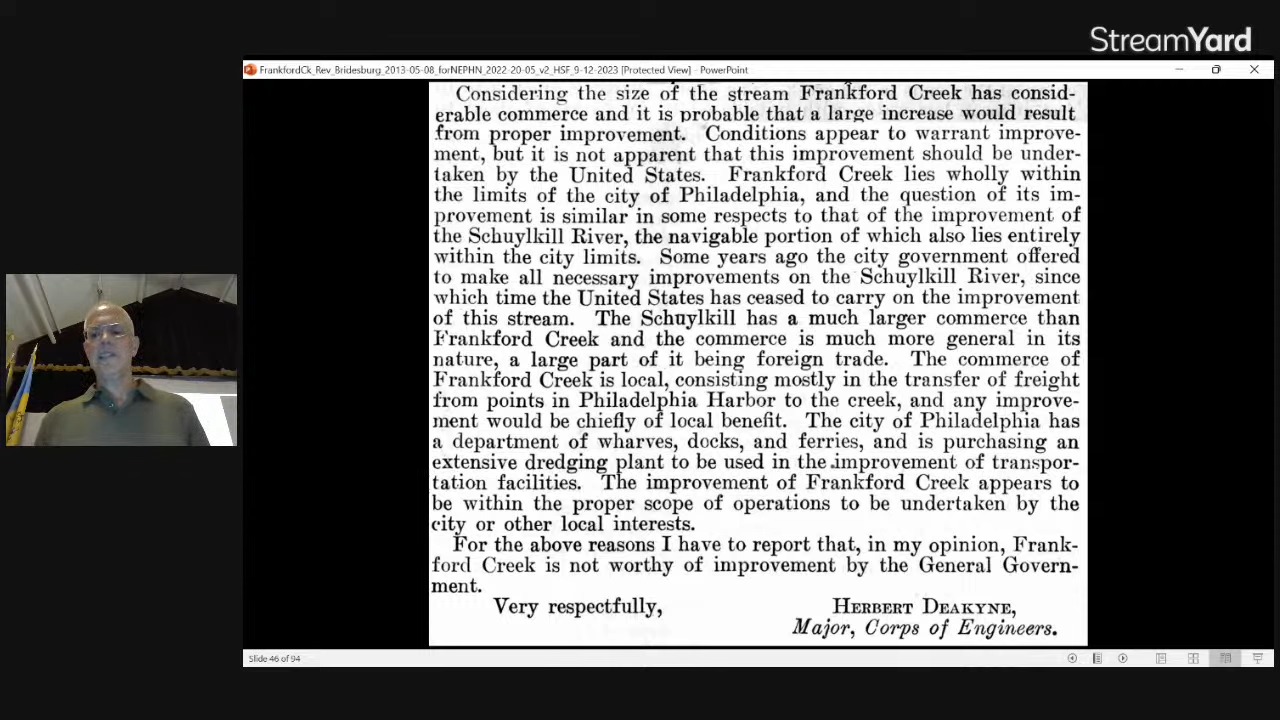 StreamYard
FrankfordCk_Rev_Bridesburg_2013-05-08_forNEPHN_2022-20-05_v2_HSF_9-12-2023 [Protected View] - PowerPoint
Considering the size of the stream Frankford Creek has consid-
erable commerce and it is probable that a large increase would result
from proper improvement. Conditions appear to warrant improve-
ment, but it is not apparent that this improvement should be under-
taken by the United States. Frankford Creek lies wholly within
the limits of the city of Philadelphia, and the question of its im-
provement is similar in some respects to that of the improvement of
the Schuylkill River, the navigable portion of which also lies entirely
within the city limits. Some years ago the city government offered
to make all necessary improvements on the Schuylkill River, since
which time the United States has ceased to carry on the improvement
of this stream. The Schuylkill has a much larger commerce than
Frankford Creek and the commerce is much more general in its
nature, a large part of it being foreign trade. The commerce of
Frankford Creek is local, consisting mostly in the transfer of freight
from points in Philadelphia Harbor to the creek, and any improve-
ment would be chiefly of local benefit. The city of Philadelphia has
a department of wharves, docks, and ferries, and is purchasing an
extensive dredging plant to be used in the improvement of transpor-
tation facilities. The improvement of Frankford Creek appears to
be within the proper scope of operations to be undertaken by the
city or other local interests.
For the above reasons I have to report that, in my opinion, Frank-
ford Creek is not worthy of improvement by the General Govern-
ment.
Very respectfully, HERBERT DEAKYNE,
Major, Corps of Engineers.
Slide 46 of 94